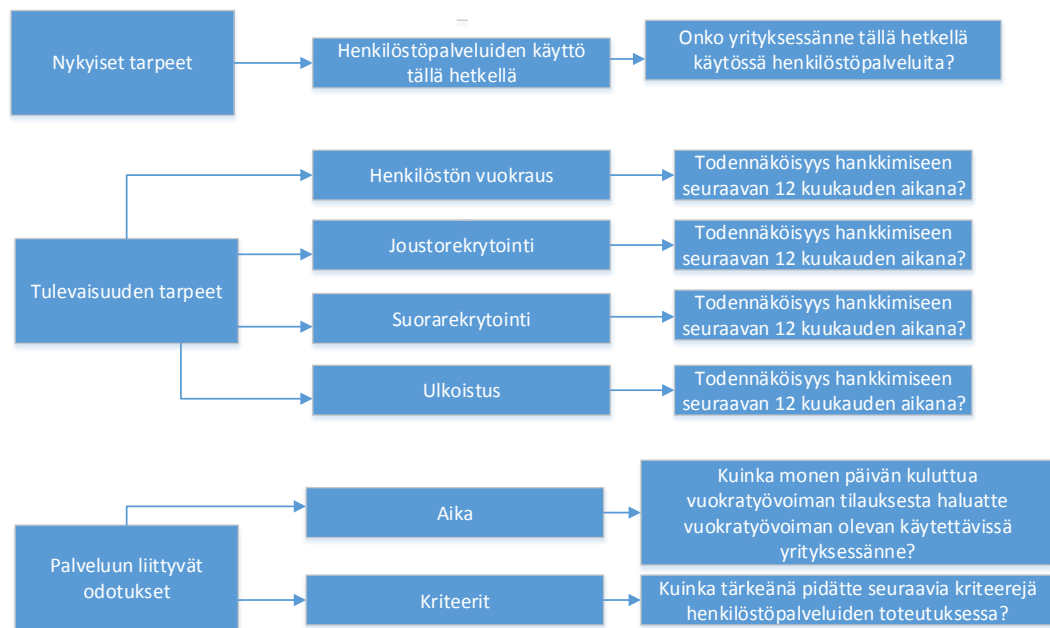 Nykyiset tarpeet
Henkilöstöpalveluiden käyttö
tällä hetkellä
Onko yrityksessänne tällä hetkellä
käytössä henkilöstöpalveluita?
Tulevaisuuden tarpeet
Henkilöstön vuokraus
Todennäköisyys hankkimiseen
seuraavan 12 kuukauden aikana?
Joustorekrytointi
Todennäköisyys hankkimiseen
seuraavan 12 kuukauden aikana?
Suorarekrytointi
Todennäköisyys hankkimiseen
seuraavan 12 kuukauden aikana?
Ulkoistus
Todennäköisyys hankkimiseen
seuraavan 12 kuukauden aikana?
Palveluun liittyvät
odotukset
Aika
Kuinka monen päivän kuluttua
vuokratyövoiman tilauksesta haluatte
vuokratyövoiman olevan käytettävissä
yrityksessänne?
Kriteerit
Kuinka tärkeänä pidätte seuraavia kriteerejä
henkilöstöpalveluiden toteutuksessa?